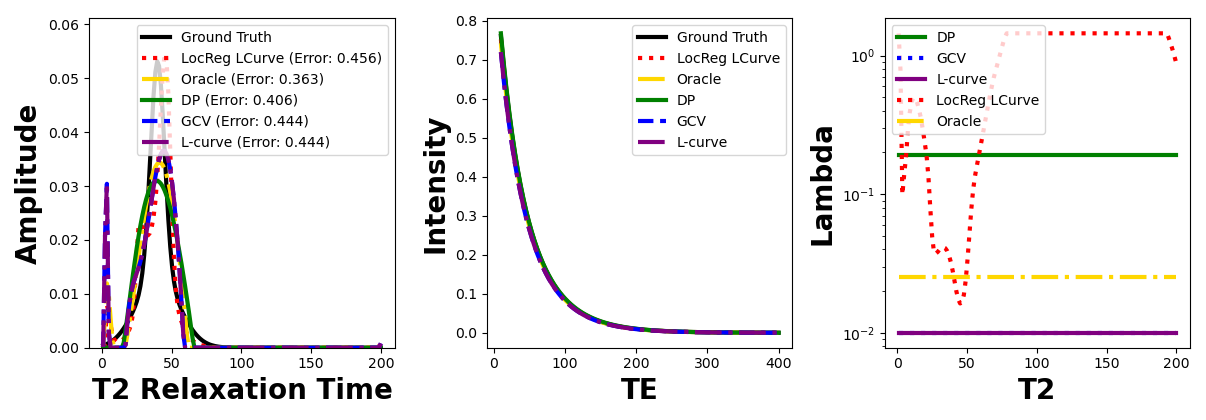 Amplitude
0.06
0.05
0.04
0.03
0.02
0.01
0.00
Ground Truth
LocReg LCurve (Error: 0.456)
Oracle (Error: 0.363)
DP (Error: 0.406)
GCV (Error: 0.444)
L-curve (Error: 0.444)
0 50 100 150 200
T2 Relaxation Time
Intensity
0.8
0.7
0.6
0.5
0.4
0.3
0.2
0.1
0.0
Ground Truth
LocReg LCurve
Oracle
DP
GCV
L-curve
0 100 200 300 400
TE
Lambda
10⁰
10⁻¹
10⁻²
DP
GCV
L-curve
LocReg LCurve
Oracle
0 50 100 150 200
T2